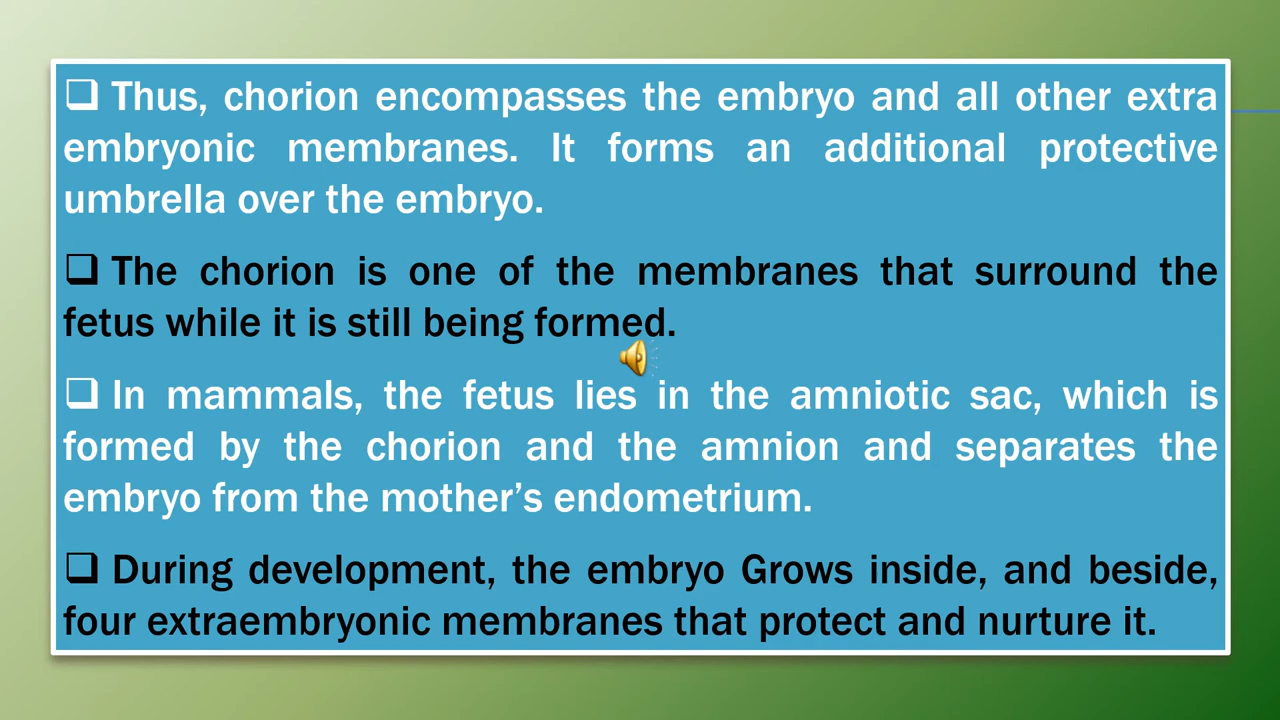 ❑ Thus, chorion encompasses the embryo and all other extra
embryonic membranes. It forms an additional protective
umbrella over the embryo.
❑ The chorion is one of the membranes that surround the
fetus while it is still being formed.
❑ In mammals, the fetus lies in the amniotic sac, which is
formed by the chorion and the amnion and separates the
embryo from the mother’s endometrium.
❑ During development, the embryo Grows inside, and beside,
four extraembryonic membranes that protect and nurture it.